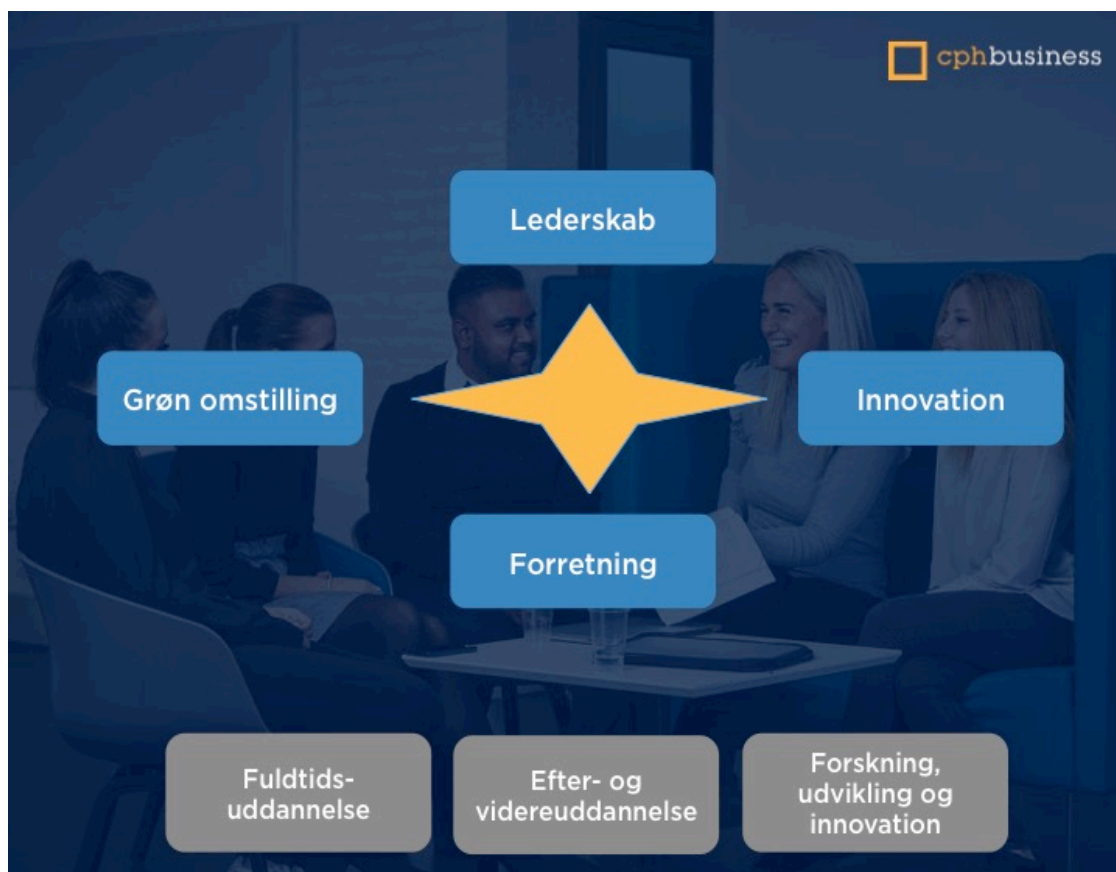 cphbusiness
Lederskab
Grøn omstilling
Innovation
Forretning
Fuldtids-
uddannelse
Efter- og
videreuddannelse
Forskning,
udvikling og
innovation